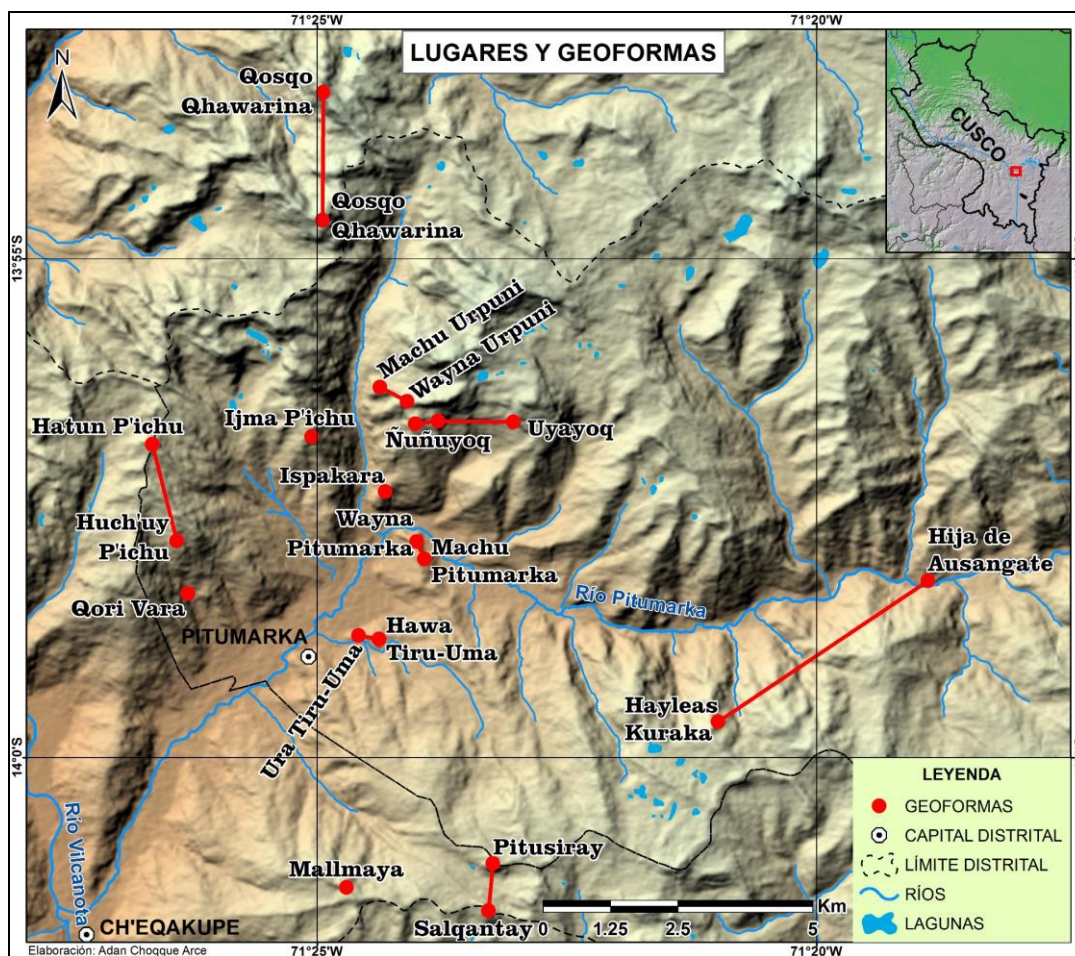 71°25'W
71°20'W
LUGARES Y GEOFORMAS
N
Qosqo
Qhawarina
CUSCO
Qosqo
Qhawarina
13°55'S
Machu Urpuni
Wayna Urpuni
Hatun P'ichu
Ijma P'ichu
Ñuñuyoq
Uyayoq
Ispakara
Huch'uy
P'ichu
Wayna
Pitumarka
Machu
Pitumarka
Hija de
Ausangate
Qori Vara
Río Pitumarka
PITUMARKA
Hawa
Tiru-Uma
Ura Tiru-Uma
Hayleas
Kuraka
14°0'S
LEYENDA
GEOFORMAS
CAPITAL DISTRITAL
LÍMITE DISTRITAL
RÍOS
LAGUNAS
Río Vilcanota
Pitusiray
Mallmaya
Salqantay
CH'EQAKUPE
Km
0 1.25 2.5 5
71°25'W
71°20'W
Elaboración: Adan Choqque Arce